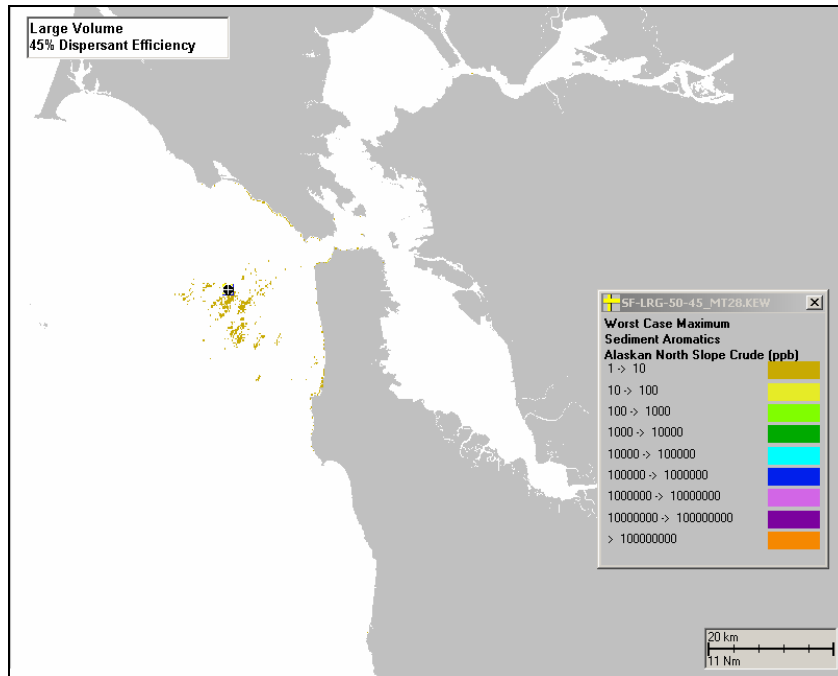 Large Volume
45% Dispersant Efficiency
SF-LRG-50-45_MT28.KEW
Worst Case Maximum
Sediment Aromatics
Alaskan North Slope Crude (ppb)
1 -> 10
10 -> 100
100 -> 1000
1000 -> 10000
10000 -> 100000
100000 -> 1000000
1000000 -> 10000000
10000000 -> 100000000
> 100000000
20 km
11 Nm